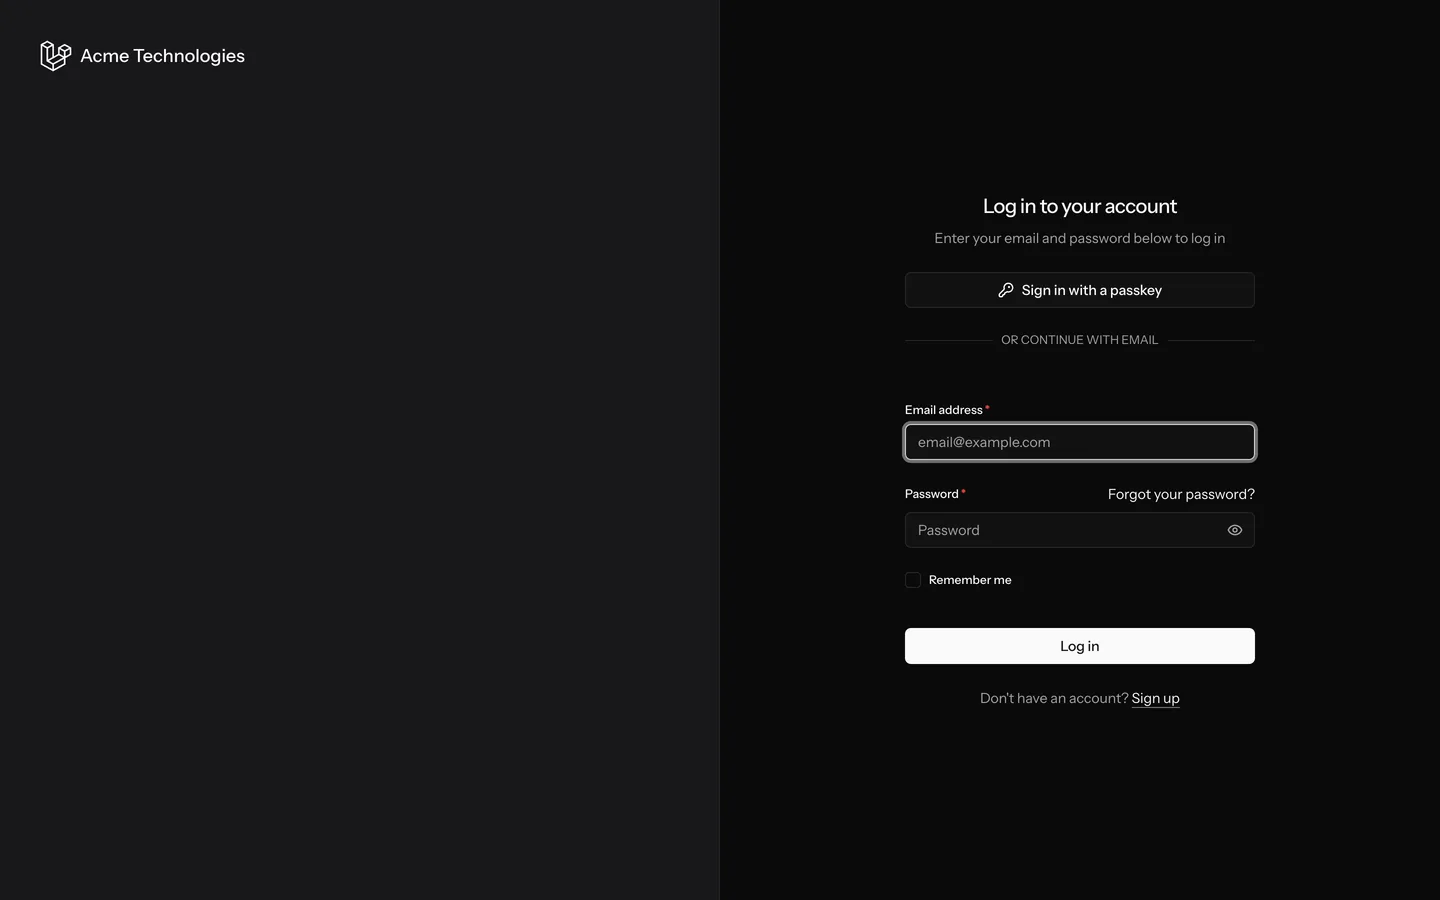 Acme Technologies
Log in to your account
Enter your email and password below to log in
Sign in with a passkey
OR CONTINUE WITH EMAIL
Email address *
email@example.com
Password * Forgot your password?
Password
Remember me
Log in
Don't have an account? Sign up